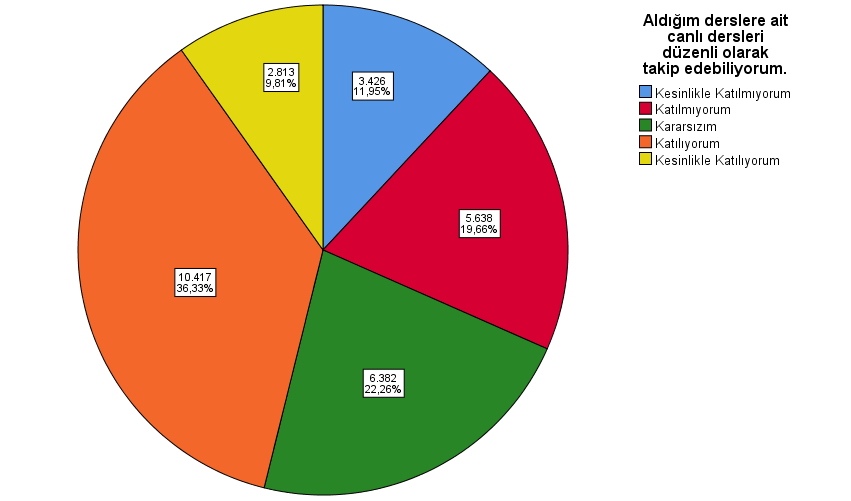 Aldığım derslere ait
canlı dersleri
düzenli olarak
takip edebiliyorum.
Kesinlikle Katılmıyorum
Katılmıyorum
Kararsızım
Katılıyorum
Kesinlikle Katılıyorum
2.813
9,81%
3.426
11,95%
5.638
19,66%
10.417
36,33%
6.382
22,26%